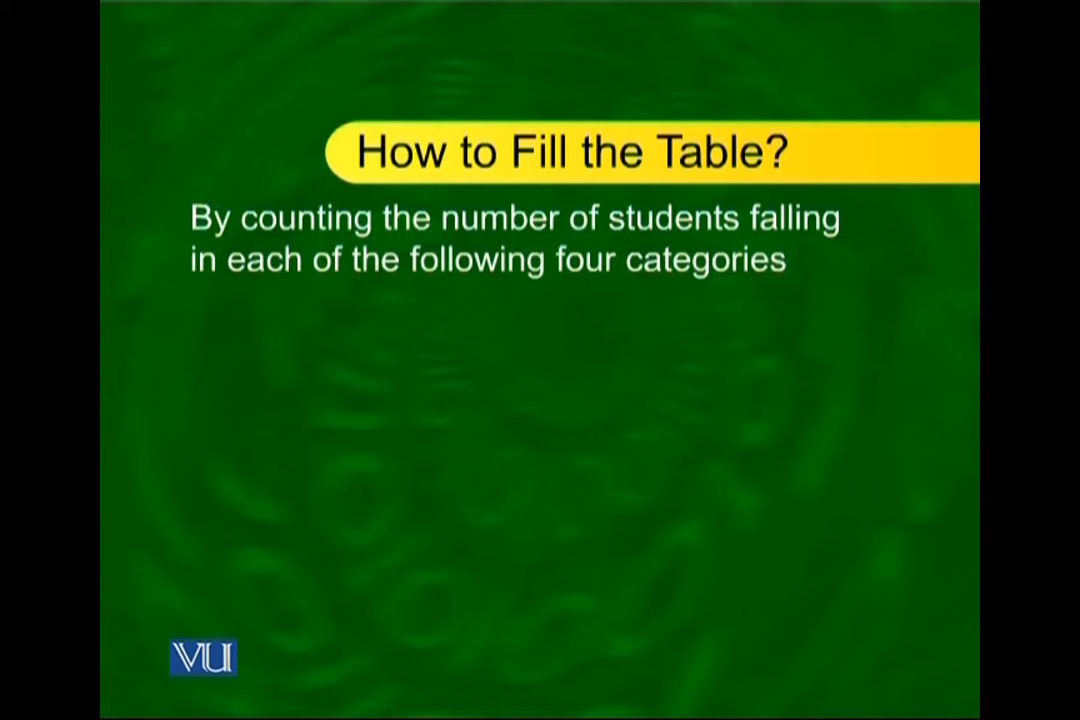 How to Fill the Table?
By counting the number of students falling
in each of the following four categories
VU